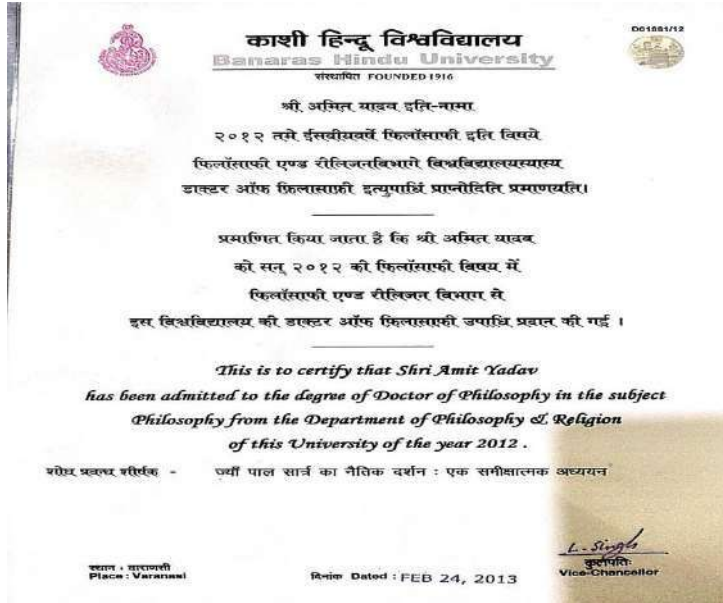 DC1581/12
काशी हिन्दू विश्वविद्यालय
Banaras Hindu University
संस्थापित FOUNDED 1916
श्री अमित यादव इति-नामा
२०१२ तमे ईसवीयवर्षे फिलॉसाफी इति विषये
फिलॉसाफी एण्ड रीलिजनविभागे विश्वविद्यालयस्यास्य
डाक्टर ऑफ फ़िलासाफ़ी इत्युपाधिं प्राप्नोदिति प्रमाणयति।
प्रमाणित किया जाता है कि श्री अमित यादव
को सन् २०१२ की फिलॉसाफी विषय में
फिलॉसाफी एण्ड रीलिजन विभाग से
इस विश्वविद्यालय की डाक्टर ऑफ फ़िलासाफी उपाधि प्रदान की गई ।
This is to certify that Shri Amit Yadav
has been admitted to the degree of Doctor of Philosophy in the subject
Philosophy from the Department of Philosophy & Religion
of this University of the year 2012 .
शोध प्रबन्ध शीर्षक - ज्याँ पाल सार्त्र का नैतिक दर्शन : एक समीक्षात्मक अध्ययन
L. Singh
स्थान : वाराणसी
Place : Varanasi
दिनांक Dated : FEB 24, 2013
कुलपतिः
Vice-Chancellor